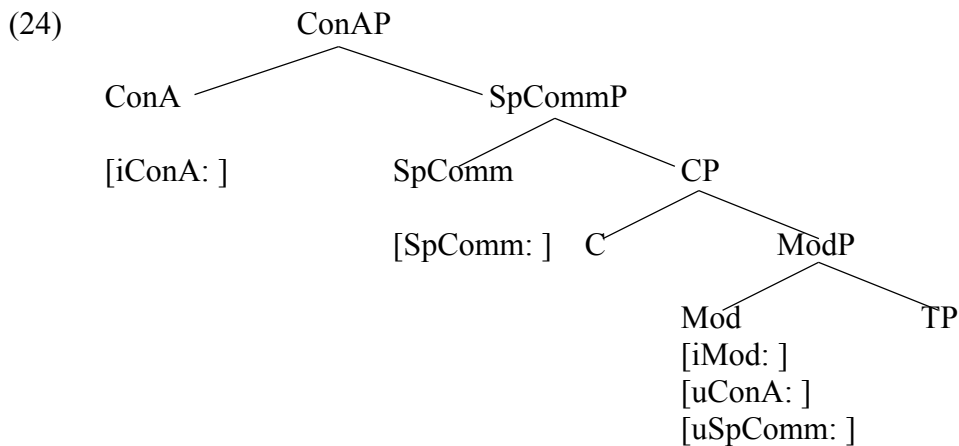 (24) ConAP
ConA SpCommP
[iConA: ] SpComm CP
[SpComm: ] C ModP
Mod TP
[iMod: ]
[uConA: ]
[uSpComm: ]